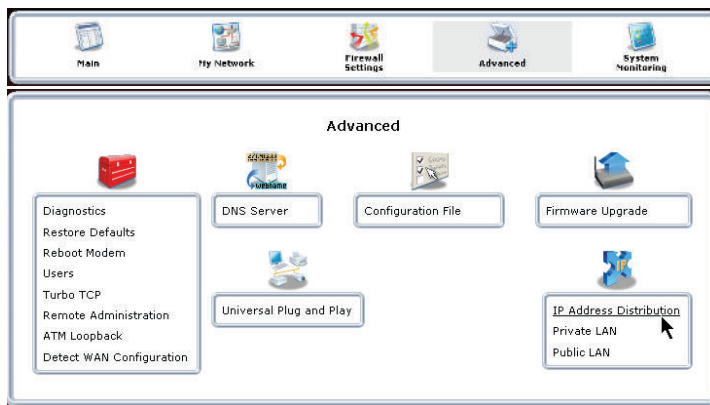 Main
My Network
Firewall
Settings
Advanced
System
Monitoring
Advanced
Diagnostics
Restore Defaults
Reboot Modem
Users
Turbo TCP
Remote Administration
ATM Loopback
Detect WAN Configuration
DNS Server
Configuration File
Firmware Upgrade
Universal Plug and Play
IP
IP Address Distribution
Private LAN
Public LAN